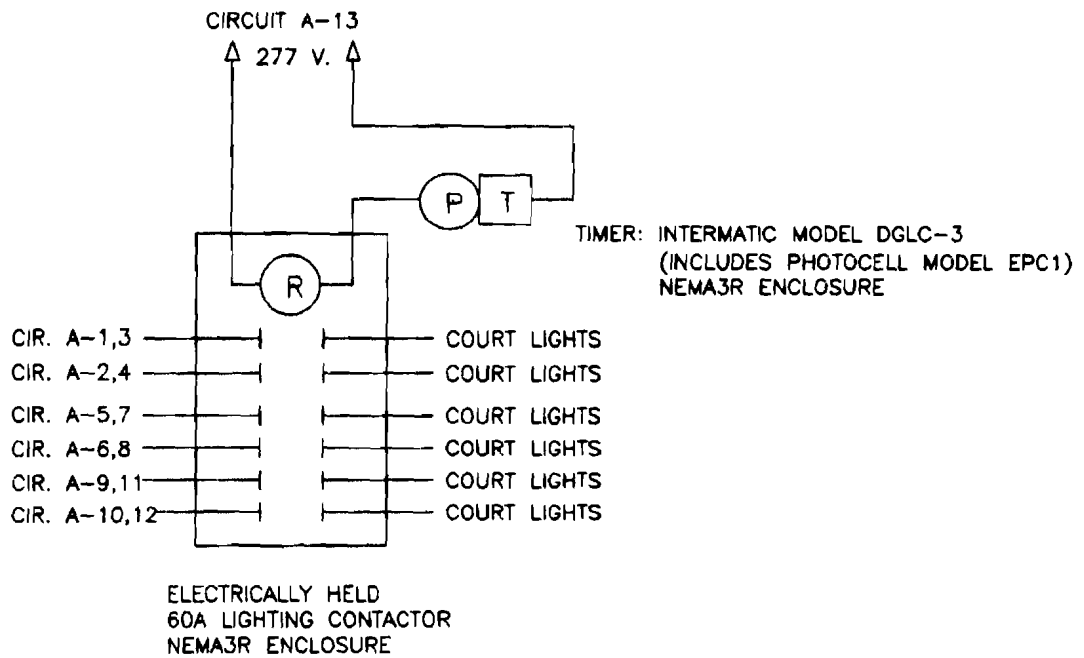 CIRCUIT A-13
277 V.
P T
TIMER: INTERMATIC MODEL DGLC-3
(INCLUDES PHOTOCELL MODEL EPC1)
NEMA3R ENCLOSURE
R
CIR. A-1,3 COURT LIGHTS
CIR. A-2,4 COURT LIGHTS
CIR. A-5,7 COURT LIGHTS
CIR. A-6,8 COURT LIGHTS
CIR. A-9,11 COURT LIGHTS
CIR. A-10,12 COURT LIGHTS
ELECTRICALLY HELD
60A LIGHTING CONTACTOR
NEMA3R ENCLOSURE